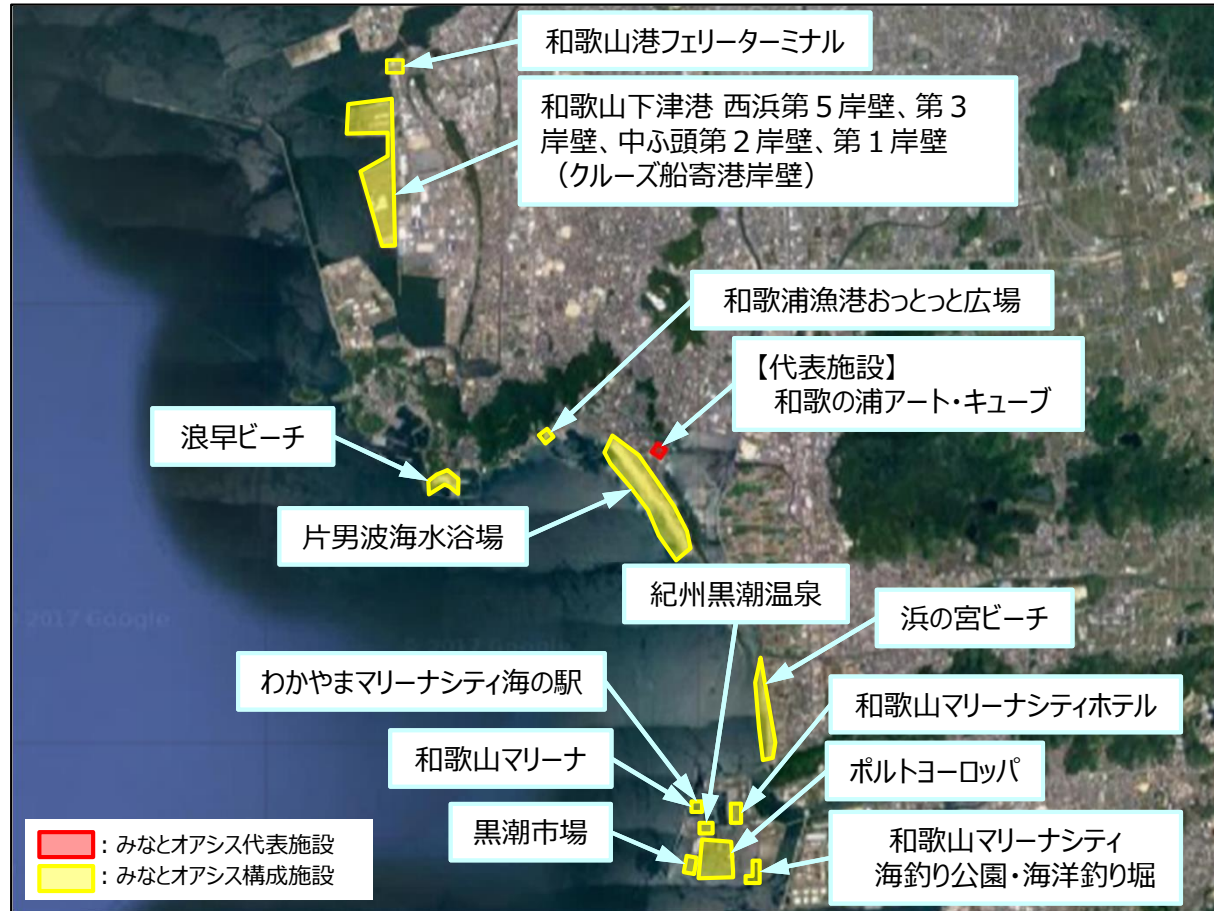 和歌山港フェリーターミナル
和歌山下津港 西浜第５岸壁、第３
岸壁、中ふ頭第２岸壁、第１岸壁
（クルーズ船寄港岸壁）
和歌浦漁港おっとっと広場
【代表施設】
和歌の浦アート・キューブ
浪早ビーチ
片男波海水浴場
紀州黒潮温泉
浜の宮ビーチ
わかやまマリーナシティ海の駅
和歌山マリーナシティホテル
和歌山マリーナ
ポルトヨーロッパ
黒潮市場
和歌山マリーナシティ
海釣り公園・海洋釣り堀
：みなとオアシス代表施設
：みなとオアシス構成施設
2017 Google
2017 Google